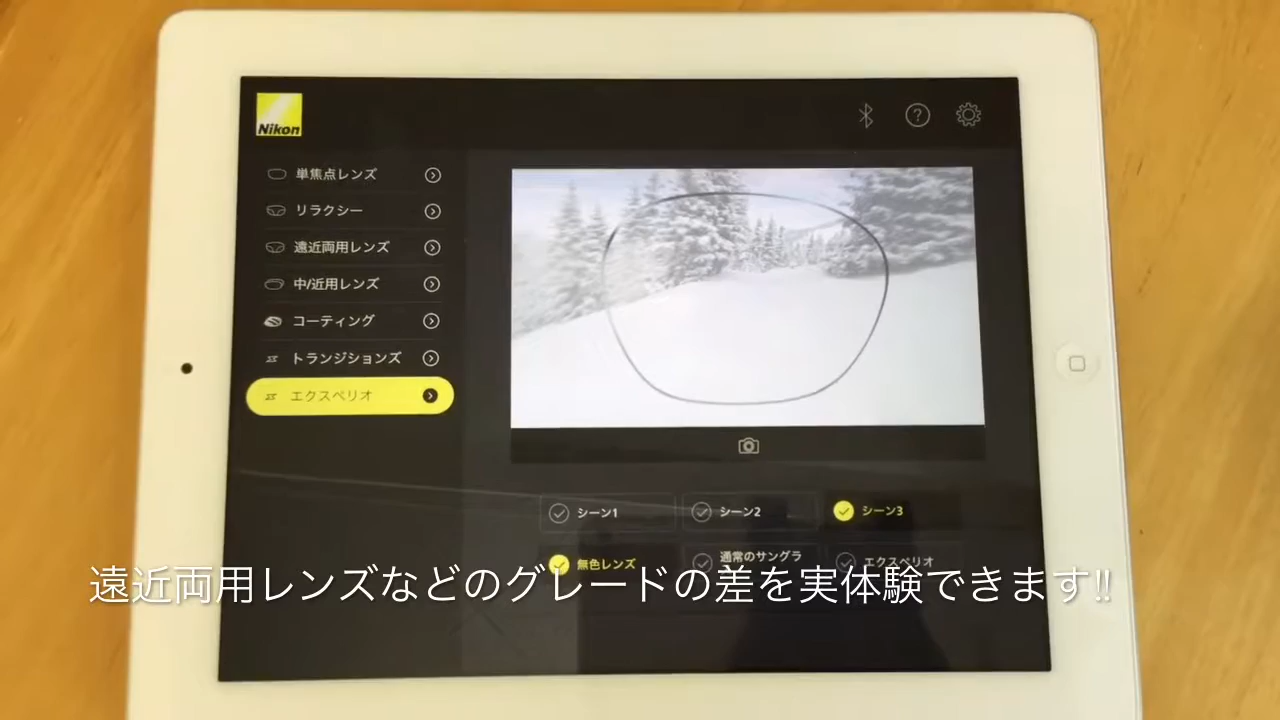 Nikon
単焦点レンズ
リラクシー
遠近両用レンズ
中/近用レンズ
コーティング
トランジションズ
エクスペリオ
シーン1
シーン2
シーン3
無色レンズ
通常のサングラ
エクスペリオ
遠近両用レンズなどのグレードの差を実体験できます!!